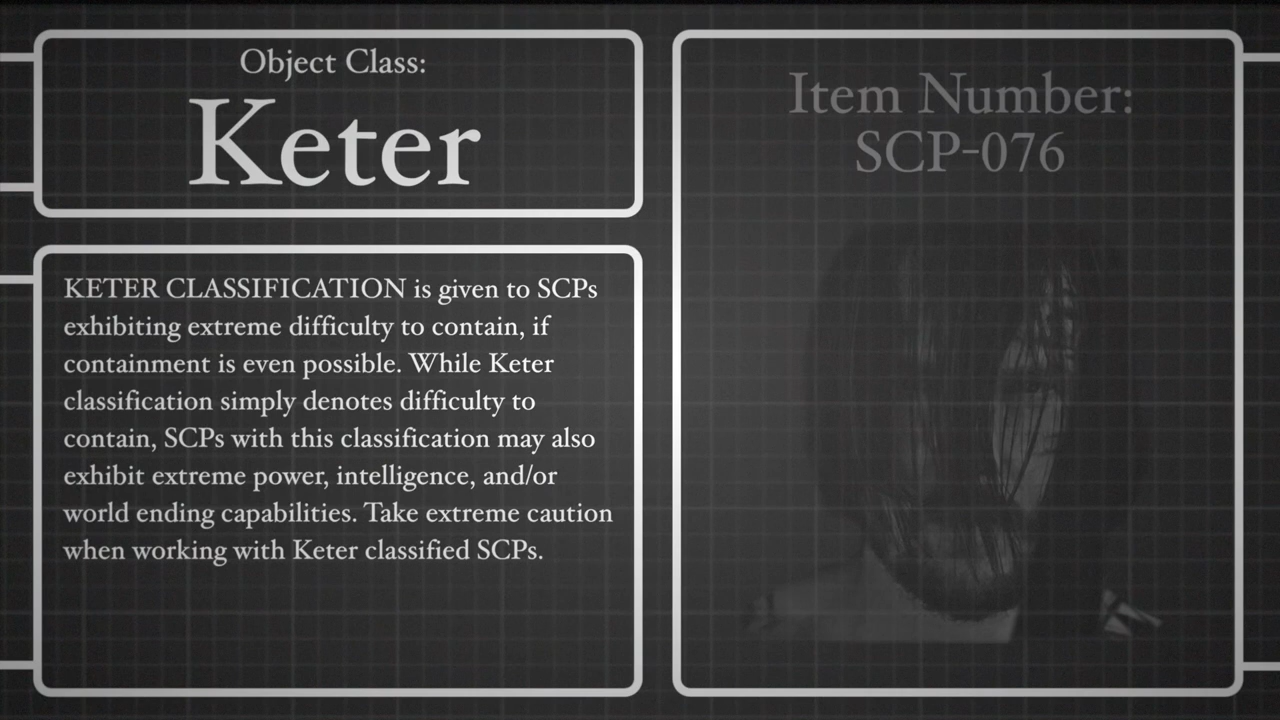 Object Class:
Keter
KETER CLASSIFICATION is given to SCPs
exhibiting extreme difficulty to contain, if
containment is even possible. While Keter
classification simply denotes difficulty to
contain, SCPs with this classification may also
exhibit extreme power, intelligence, and/or
world ending capabilities. Take extreme caution
when working with Keter classified SCPs.
Item Number:
SCP-076